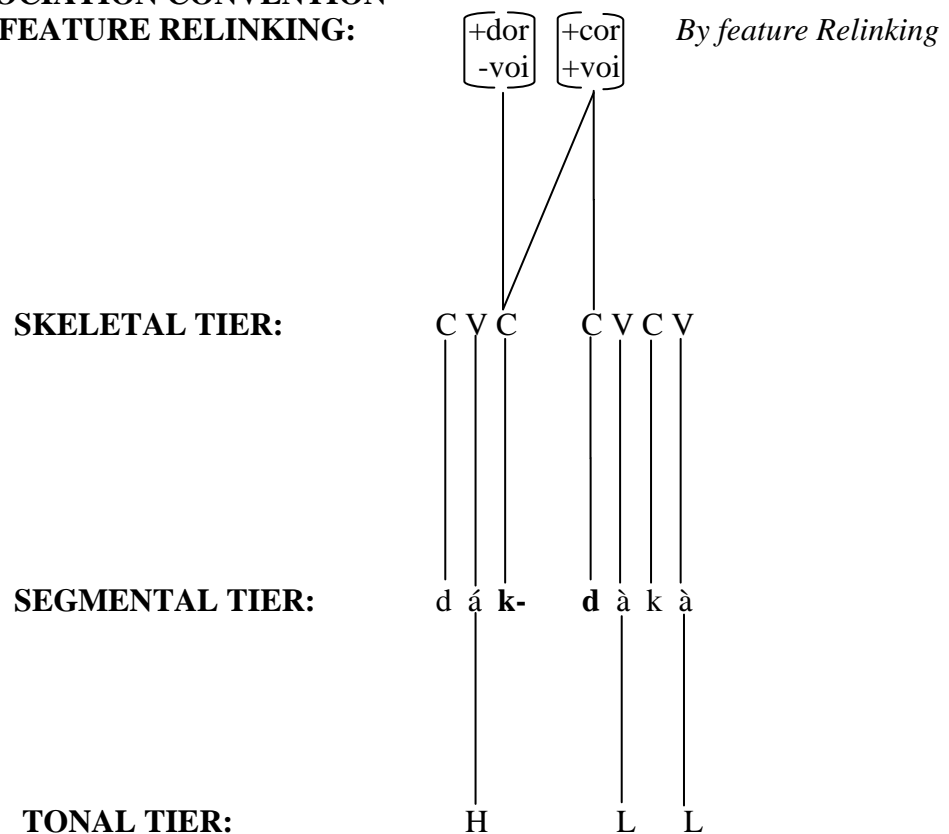 FEATURE RELINKING: +dor +cor By feature Relinking
-voi +voi
SKELETAL TIER: C V C C V C V
SEGMENTAL TIER: d á k- d à k à
TONAL TIER: H L L